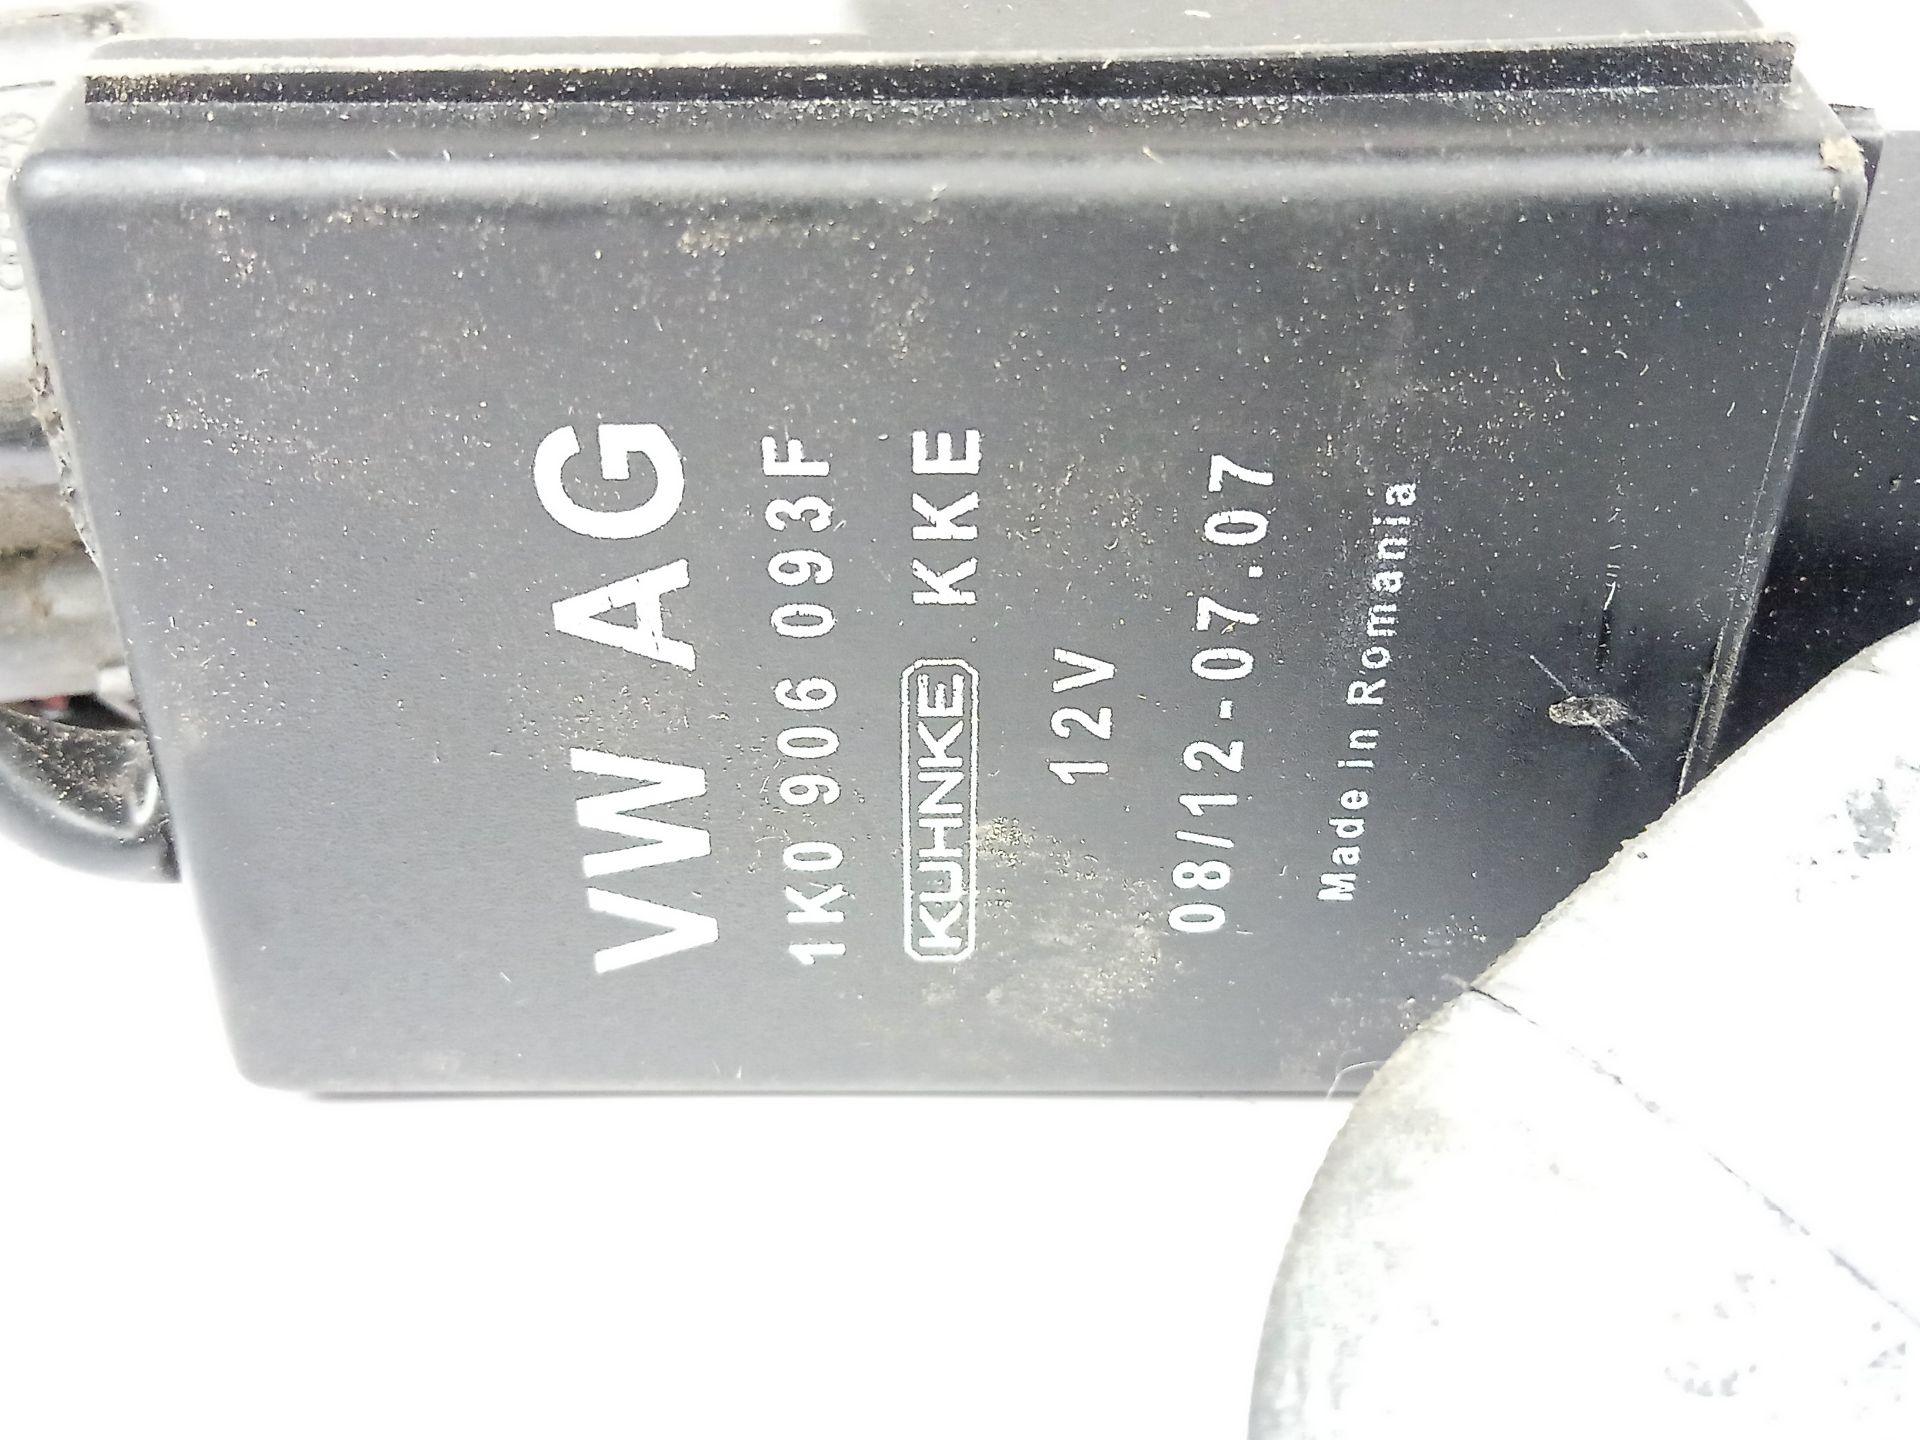 VW AG
1K0 906 093F
KUHNKE KKE
12V
08/12-07.07
Made in Romania